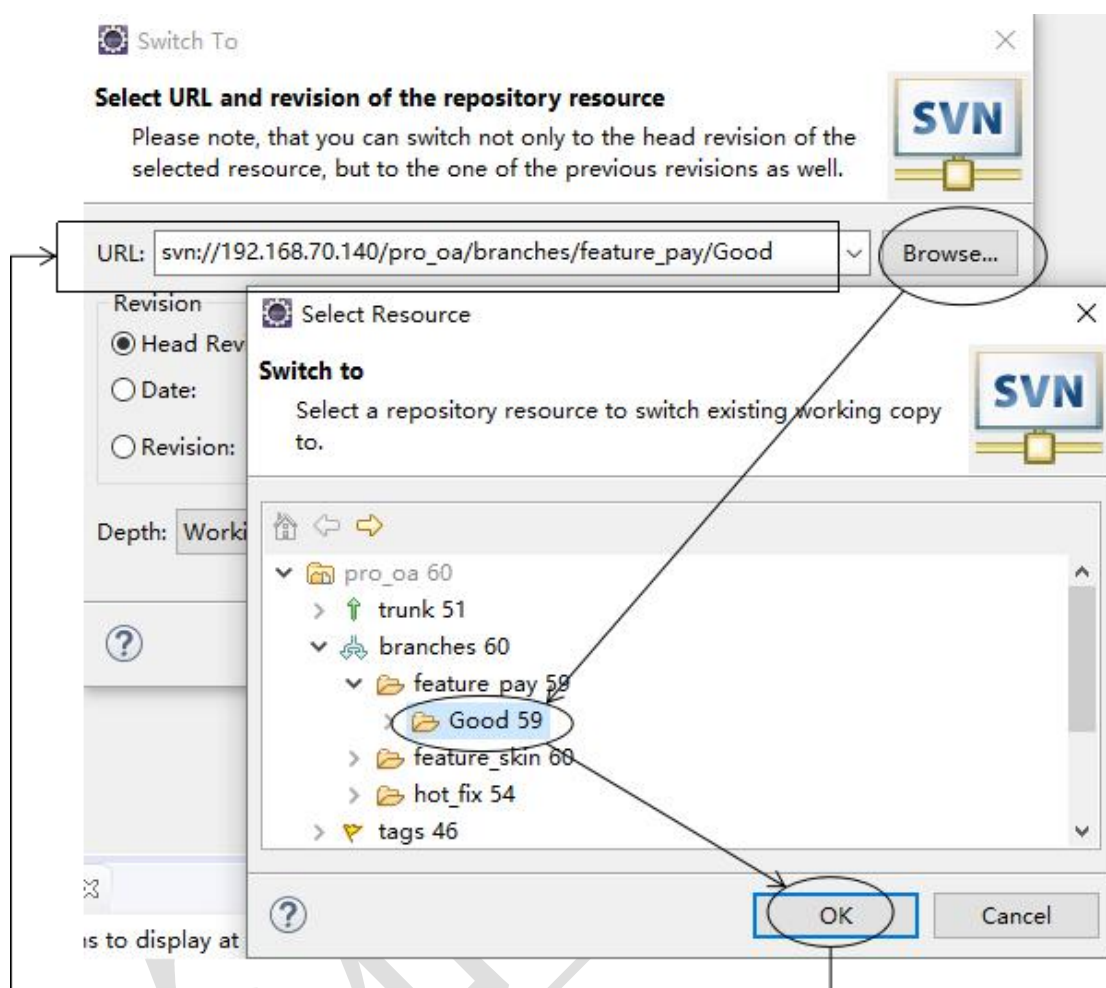 Switch To
Select URL and revision of the repository resource
Please note, that you can switch not only to the head revision of the
selected resource, but to the one of the previous revisions as well.
SVN
URL: svn://192.168.70.140/pro_oa/branches/feature_pay/Good
Browse...
Revision
Head Rev
Date:
Revision:
Depth: Worki
Select Resource
Switch to
Select a repository resource to switch existing working copy
to.
SVN
pro_oa 60
trunk 51
branches 60
feature_pay 59
Good 59
feature_skin 60
hot_fix 54
tags 46
OK
Cancel
ns to display at